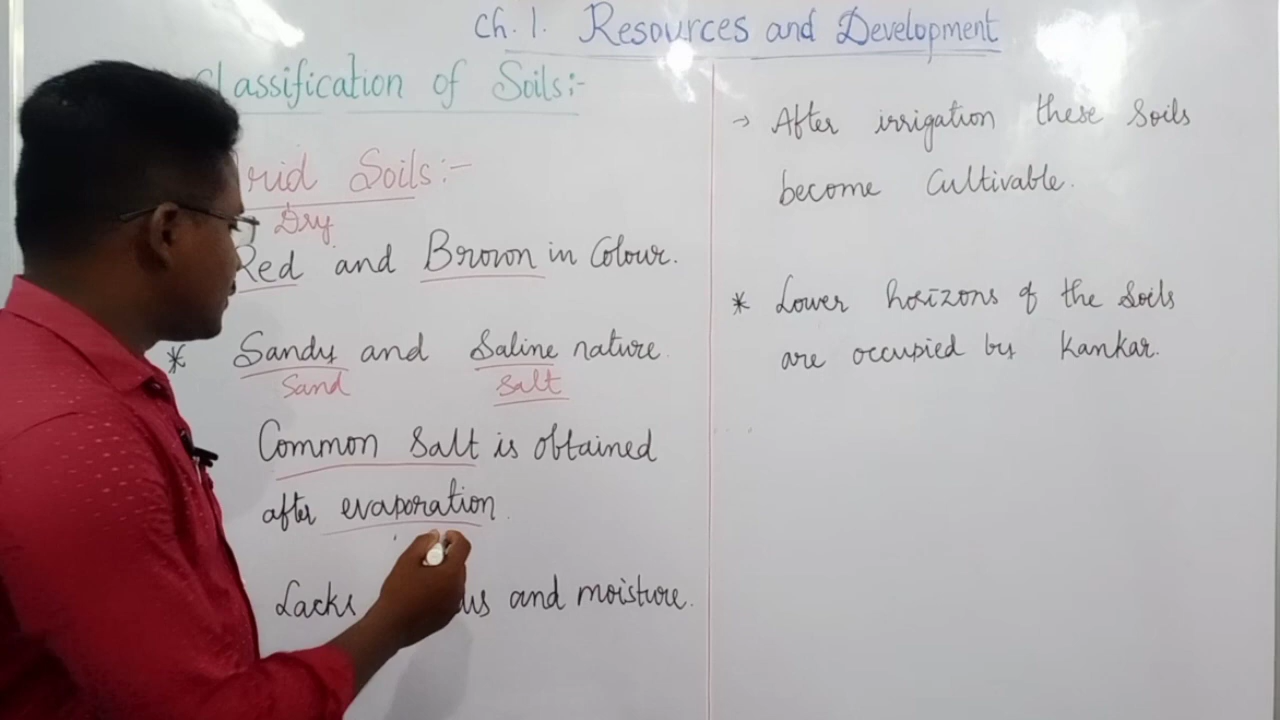 Ch. 1. Resources and Development
Classification of Soils:-
Arid Soils:-
Dry
Red and Brown in Colour.
* Sandy and Saline nature.
Sand Salt
Common Salt is obtained
after evaporation.
Lacks and moisture.
→ After irrigation these Soils
become Cultivable.
* Lower horizons of the Soils
are occupied by Kankar.